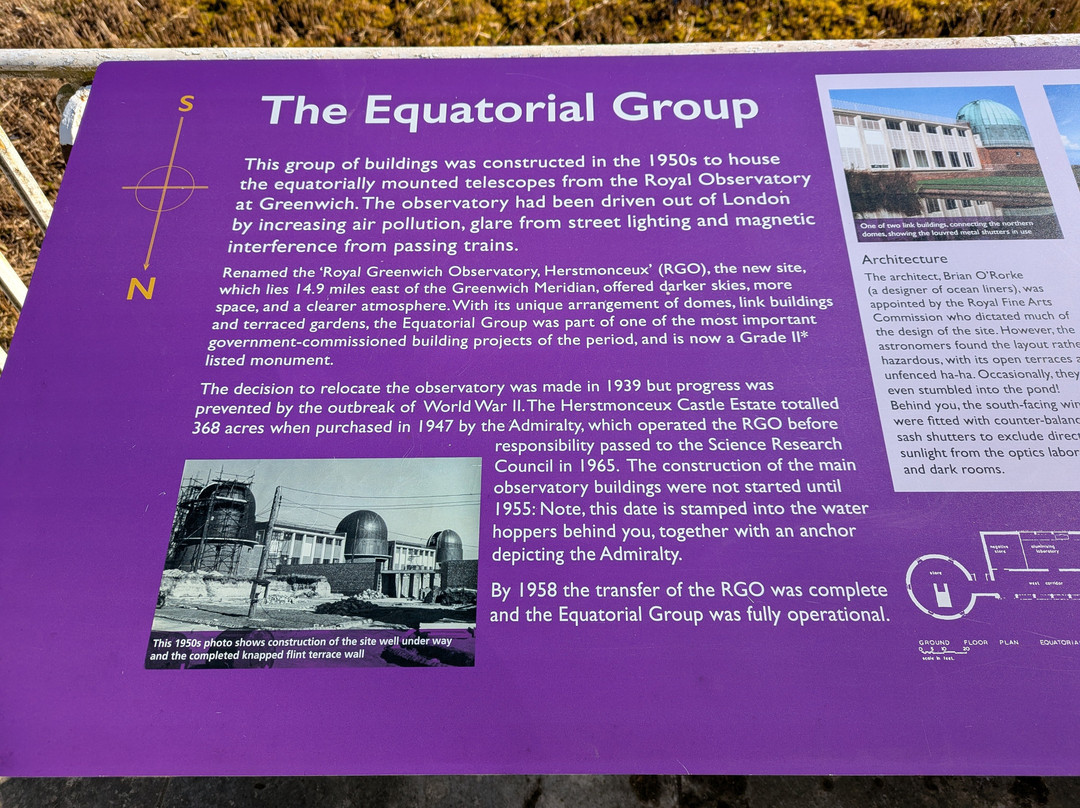 S
N
The Equatorial Group
This group of buildings was constructed in the 1950s to house
the equatorially mounted telescopes from the Royal Observatory
at Greenwich. The observatory had been driven out of London
by increasing air pollution, glare from street lighting and magnetic
interference from passing trains.
Renamed the 'Royal Greenwich Observatory, Herstmonceux' (RGO), the new site,
which lies 14.9 miles east of the Greenwich Meridian, offered darker skies, more
space, and a clearer atmosphere. With its unique arrangement of domes, link buildings
and terraced gardens, the Equatorial Group was part of one of the most important
government-commissioned building projects of the period, and is now a Grade II*
listed monument.
The decision to relocate the observatory was made in 1939 but progress was
prevented by the outbreak of World War II. The Herstmonceux Castle Estate totalled
368 acres when purchased in 1947 by the Admiralty, which operated the RGO before
responsibility passed to the Science Research
Council in 1965. The construction of the main
observatory buildings were not started until
1955: Note, this date is stamped into the water
hoppers behind you, together with an anchor
depicting the Admiralty.
By 1958 the transfer of the RGO was complete
and the Equatorial Group was fully operational.
This 1950s photo shows construction of the site well under way
and the completed knapped flint terrace wall
One of two link buildings, connecting the northern
domes, showing the louvred metal shutters in use
Architecture
The architect, Brian O'Rorke
(a designer of ocean liners), was
appointed by the Royal Fine Arts
Commission who dictated much of
the design of the site. However, the
astronomers found the layout rathe
hazardous, with its open terraces a
unfenced ha-ha. Occasionally, they
even stumbled into the pond!
Behind you, the south-facing win
were fitted with counter-balanc
sash shutters to exclude direc
sunlight from the optics labor
and dark rooms.
negative
store
aluminising
laboratory
store
west corridor
GROUND FLOOR PLAN EQUATORIA
0 5 10 20
scale in feet.